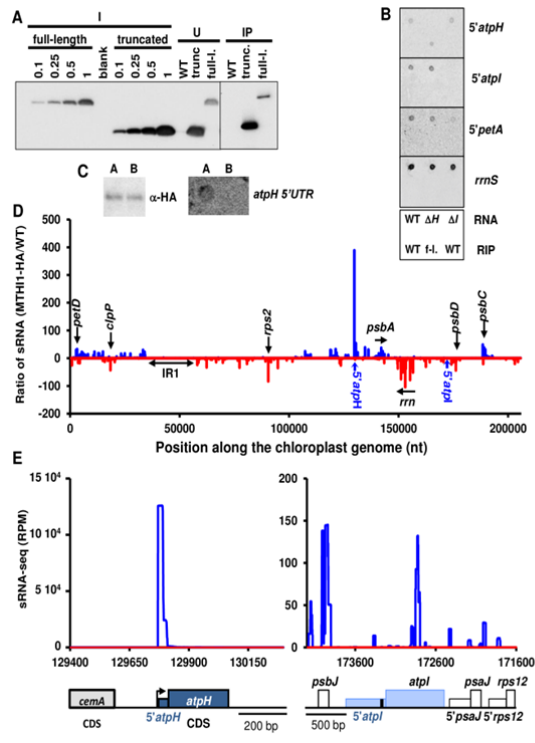 A
I
full-length
truncated
U
IP
0.1 0.25 0.5 1 blank 0.1 0.25 0.5 1 WT trunc. full-l. WT trunc. full-l.
B
5'atpH
5'atpI
5'petA
rrnS
WT ΔH ΔI RNA
WT f-l. WT RIP
C
A B
α-HA
A B
atpH 5'UTR
D
Ratio of sRNA (MTHI1-HA/WT)
500
400
300
200
100
0
-100
-200
petD
clpP
IR1
rps2
5'atpH
psbA
rrn
5'atpI
psbD
psbC
0 50000 100000 150000 200000
Position along the chloroplast genome (nt)
E
sRNA-seq (RPM)
15 10⁴
10 10⁴
5 10⁴
0
129400 129650 129900 130150
cemA
atpH
CDS
5'atpH
CDS
200 bp
200
150
100
50
0
173600 172600 171600
psbJ
atpI
psaJ
rps12
500 bp
5'atpI
5'psaJ
5'rps12